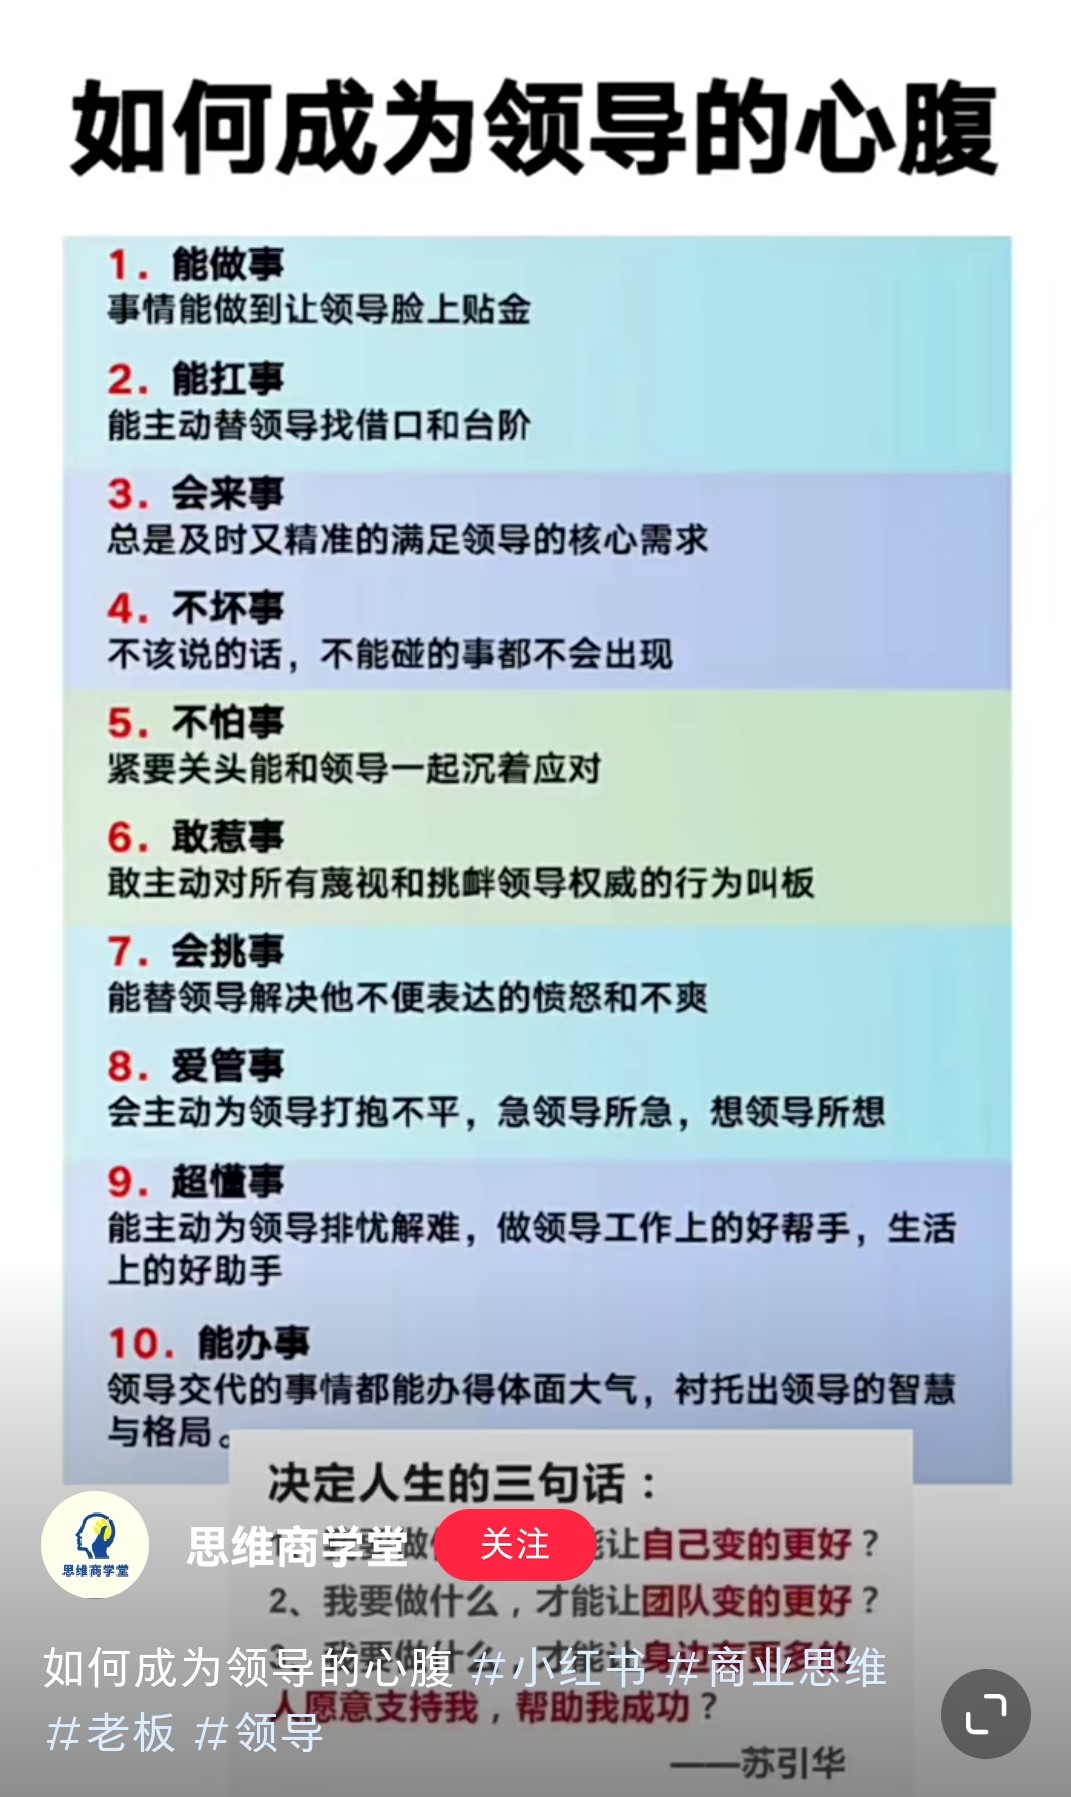 如何成为领导的心腹
1. 能做事
事情能做到让领导脸上贴金
2. 能扛事
能主动替领导找借口和台阶
3. 会来事
总是及时又精准的满足领导的核心需求
4. 不坏事
不该说的话，不能碰的事都不会出现
5. 不怕事
紧要关头能和领导一起沉着应对
6. 敢惹事
敢主动对所有蔑视和挑衅领导权威的行为叫板
7. 会挑事
能替领导解决他不便表达的愤怒和不爽
8. 爱管事
会主动为领导打抱不平，急领导所急，想领导所想
9. 超懂事
能主动为领导排忧解难，做领导工作上的好帮手，生活
上的好助手
10. 能办事
领导交代的事情都能办得体面大气，衬托出领导的智慧
与格局。
决定人生的三句话：
做 能让自己变的更好？
2、我要做什么，才能让团队变的更好？
3、我要做什么，才能让身边有更多的
人愿意支持我，帮助我成功？
——苏引华
思维商学堂
思维商学堂
关注
如何成为领导的心腹 #小红书 #商业思维
#老板 #领导